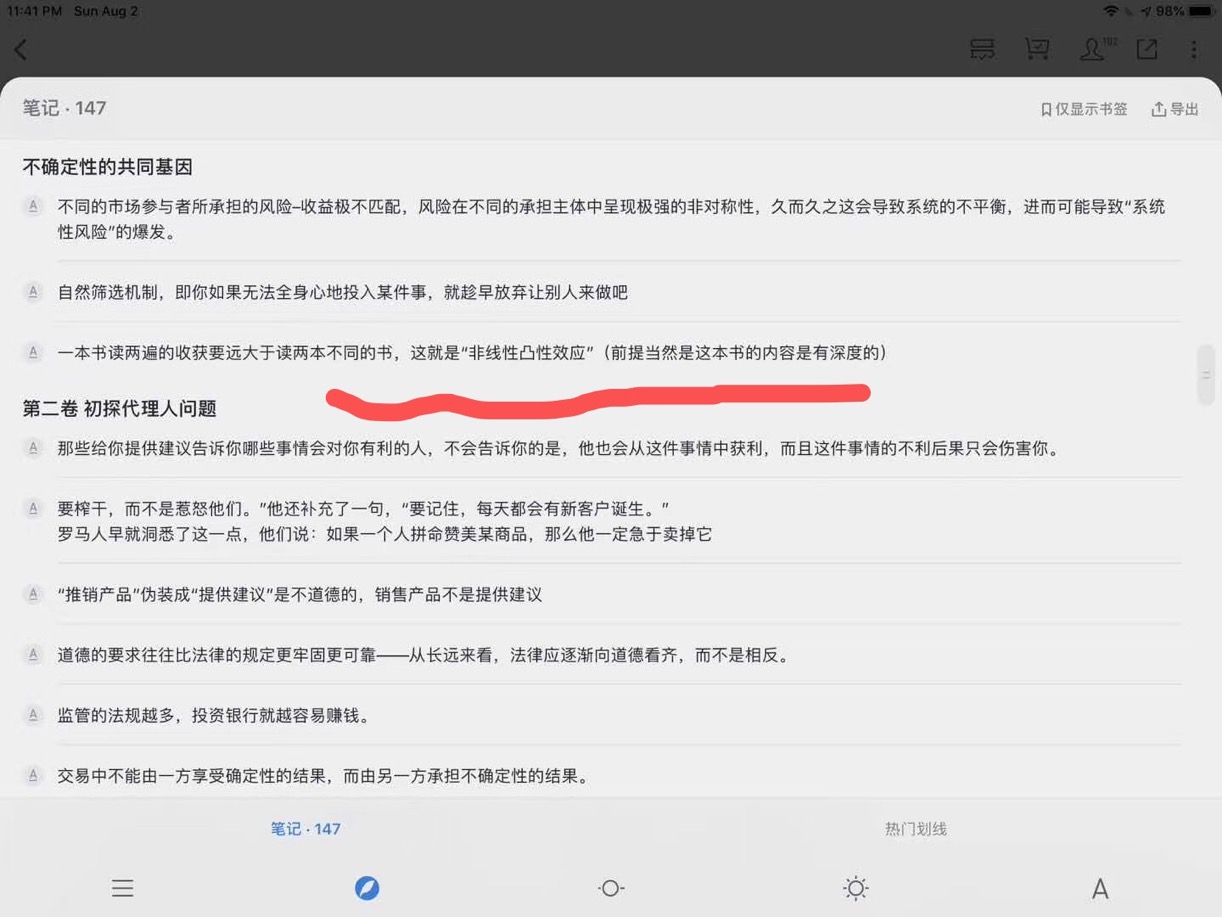 11:41 PM Sun Aug 2 98%
182
笔记 · 147 仅显示书签 导出
不确定性的共同基因
A 不同的市场参与者所承担的风险–收益极不匹配，风险在不同的承担主体中呈现极强的非对称性，久而久之这会导致系统的不平衡，进而可能导致“系统
性风险”的爆发。
A 自然筛选机制，即你如果无法全身心地投入某件事，就趁早放弃让别人来做吧
A 一本书读两遍的收获要远大于读两本不同的书，这就是“非线性凸性效应”（前提当然是这本书的内容是有深度的）
第二卷 初探代理人问题
A 那些给你提供建议告诉你哪些事情会对你有利的人，不会告诉你的是，他也会从这件事情中获利，而且这件事情的不利后果只会伤害你。
A 要榨干，而不是惹怒他们。”他还补充了一句，“要记住，每天都会有新客户诞生。”
罗马人早就洞悉了这一点，他们说：如果一个人拼命赞美某商品，那么他一定急于卖掉它
A “推销产品”伪装成“提供建议”是不道德的，销售产品不是提供建议
A 道德的要求往往比法律的规定更牢固更可靠——从长远来看，法律应逐渐向道德看齐，而不是相反。
A 监管的法规越多，投资银行就越容易赚钱。
A 交易中不能由一方享受确定性的结果，而由另一方承担不确定性的结果。
笔记 · 147 热门划线
A